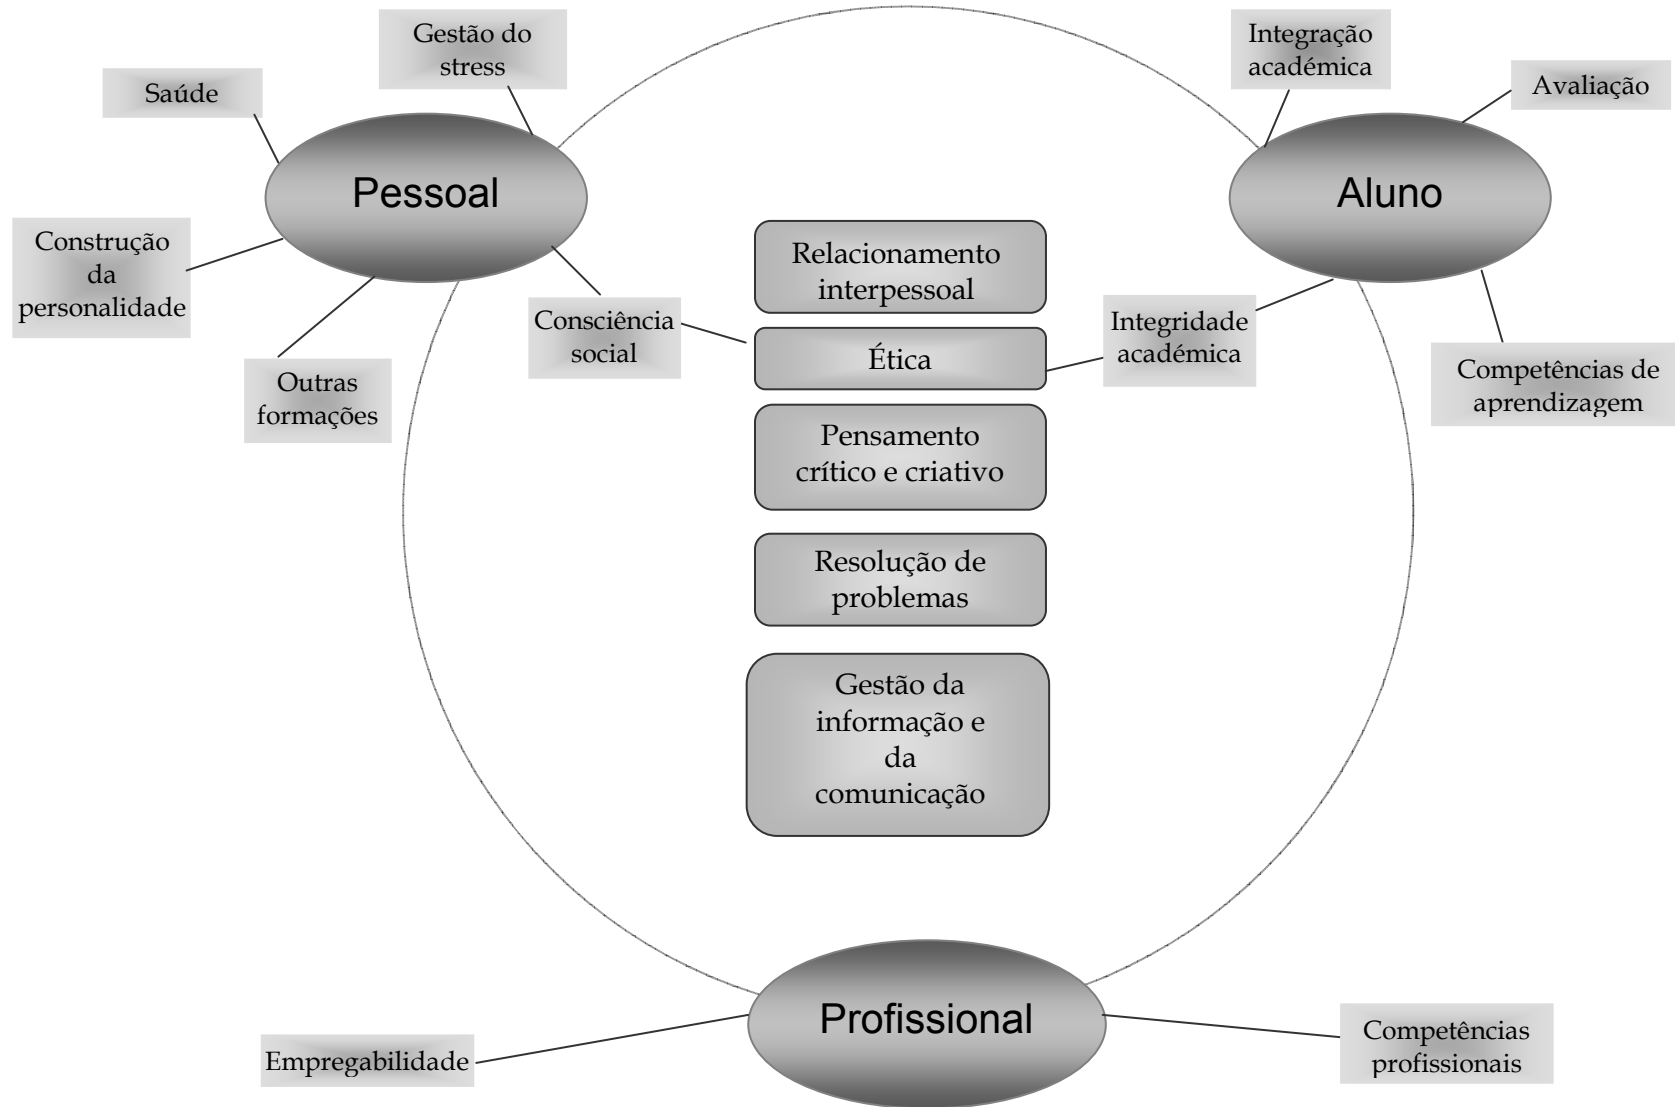 Gestão do
stress
Integração
académica
Saúde
Avaliação
Pessoal
Aluno
Construção
da
personalidade
Relacionamento
interpessoal
Consciência
social
Ética
Integridade
académica
Outras
formações
Competências de
aprendizagem
Pensamento
crítico e criativo
Resolução de
problemas
Gestão da
informação e
da
comunicação
Profissional
Empregabilidade
Competências
profissionais